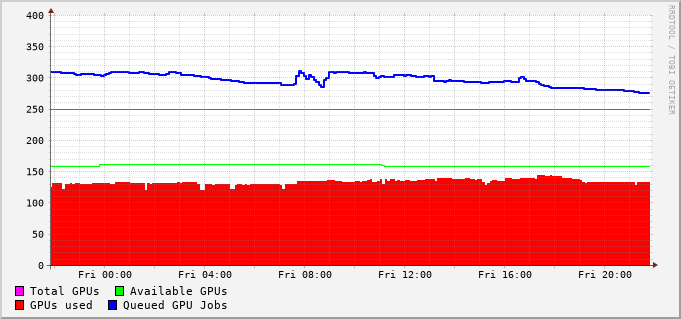 400
350
300
250
200
150
100
50
0
Fri 00:00 Fri 04:00 Fri 08:00 Fri 12:00 Fri 16:00 Fri 20:00
Total GPUs Available GPUs
GPUs used Queued GPU Jobs
RRDTOOL / TOBI OETIKER